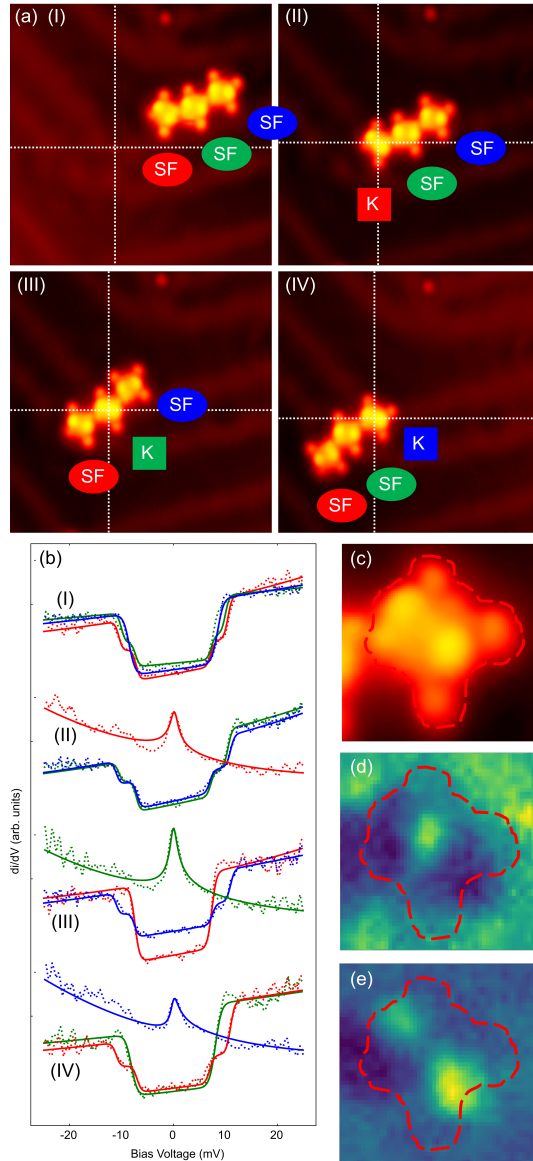 (a) (I)
SF
SF
SF
(II)
SF
SF
K
(III)
SF
K
SF
(IV)
K
SF
SF
(b)
(I)
(II)
(III)
(IV)
di/dV (arb. units)
-20 -10 0 10 20
Bias Voltage (mV)
(c)
(d)
(e)